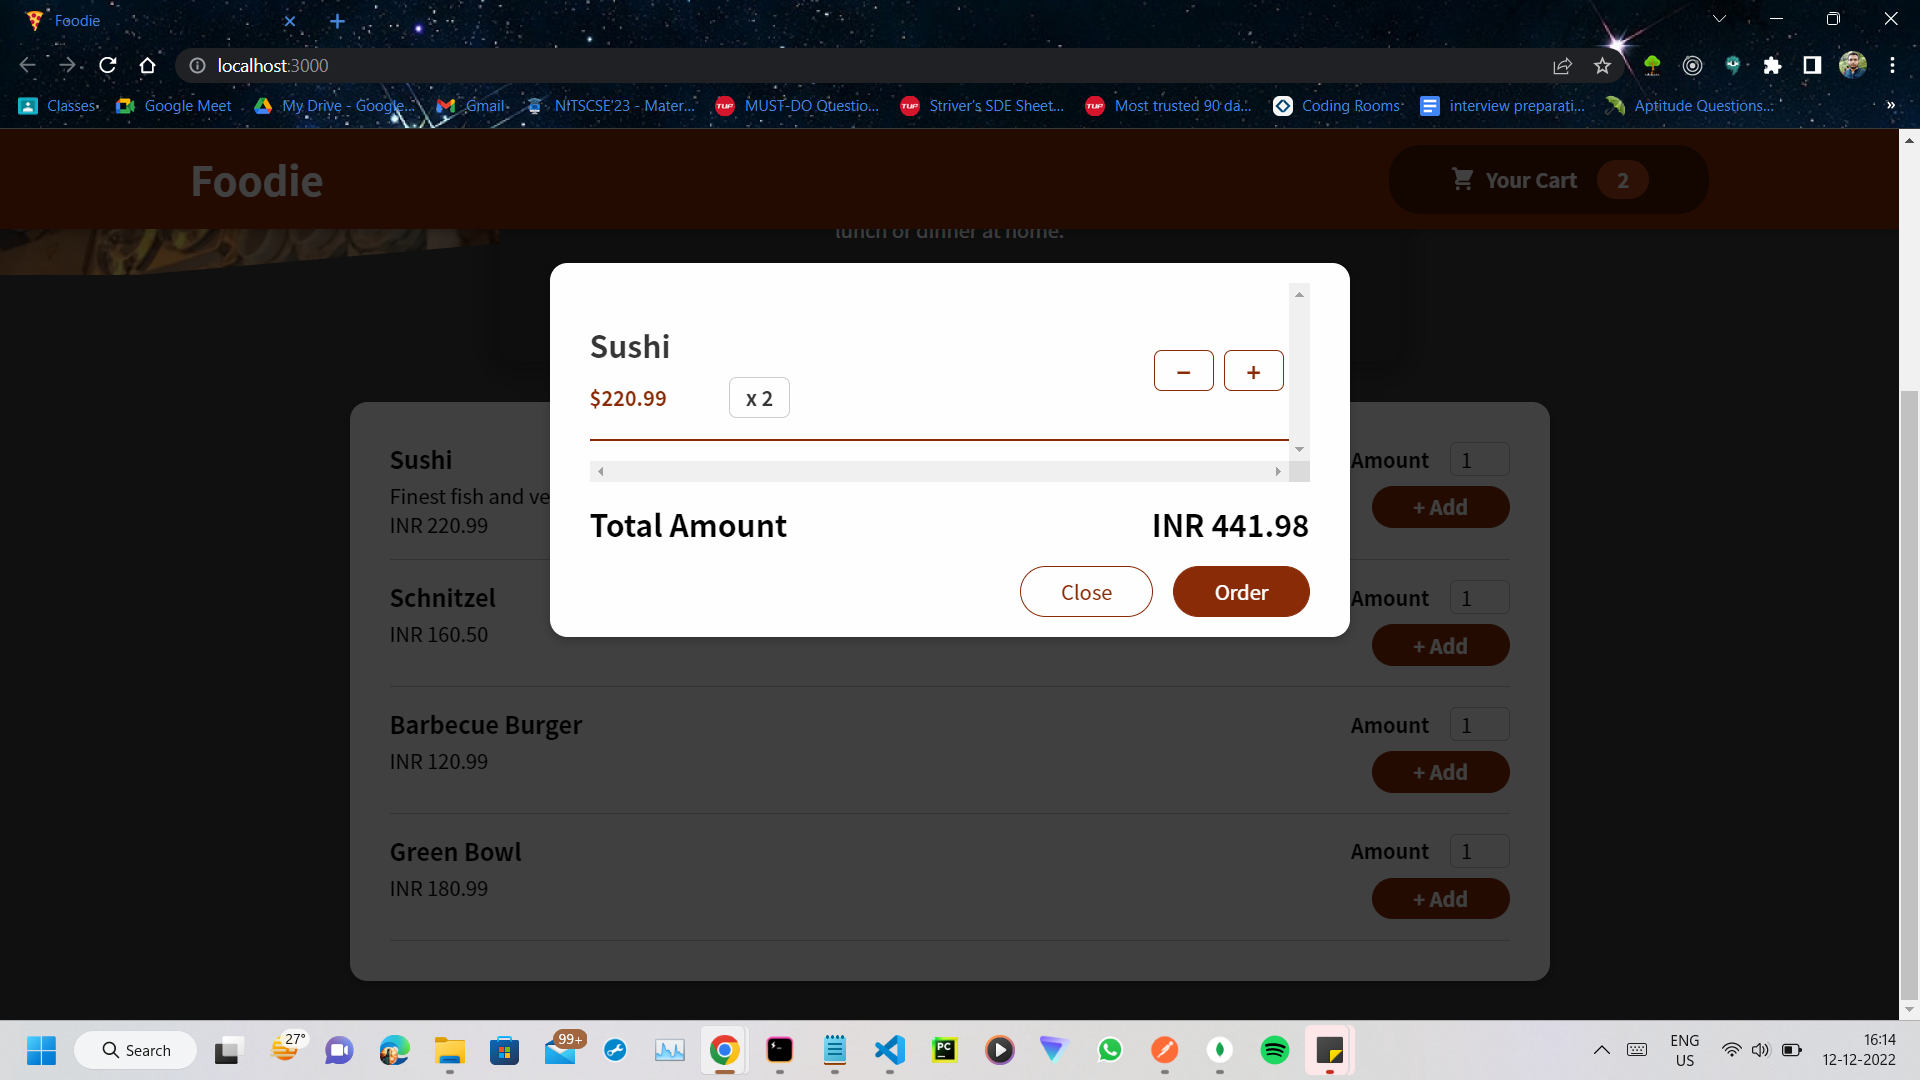 Foodie
localhost:3000
Classes Google Meet My Drive - Google... Gmail NITSCSE'23 - Mater... MUST-DO Questio... Striver's SDE Sheet... Most trusted 90 da... Coding Rooms interview preparati... Aptitude Questions... »
Foodie
Your Cart 2
lunch or dinner at home.
Sushi
$220.99 x 2
− +
Total Amount INR 441.98
Close Order
Sushi
Finest fish and ve
INR 220.99
Amount 1
+ Add
Schnitzel
INR 160.50
Amount 1
+ Add
Barbecue Burger
INR 120.99
Amount 1
+ Add
Green Bowl
INR 180.99
Amount 1
+ Add
Search
27°
99+
PC
ENG
US
16:14
12-12-2022